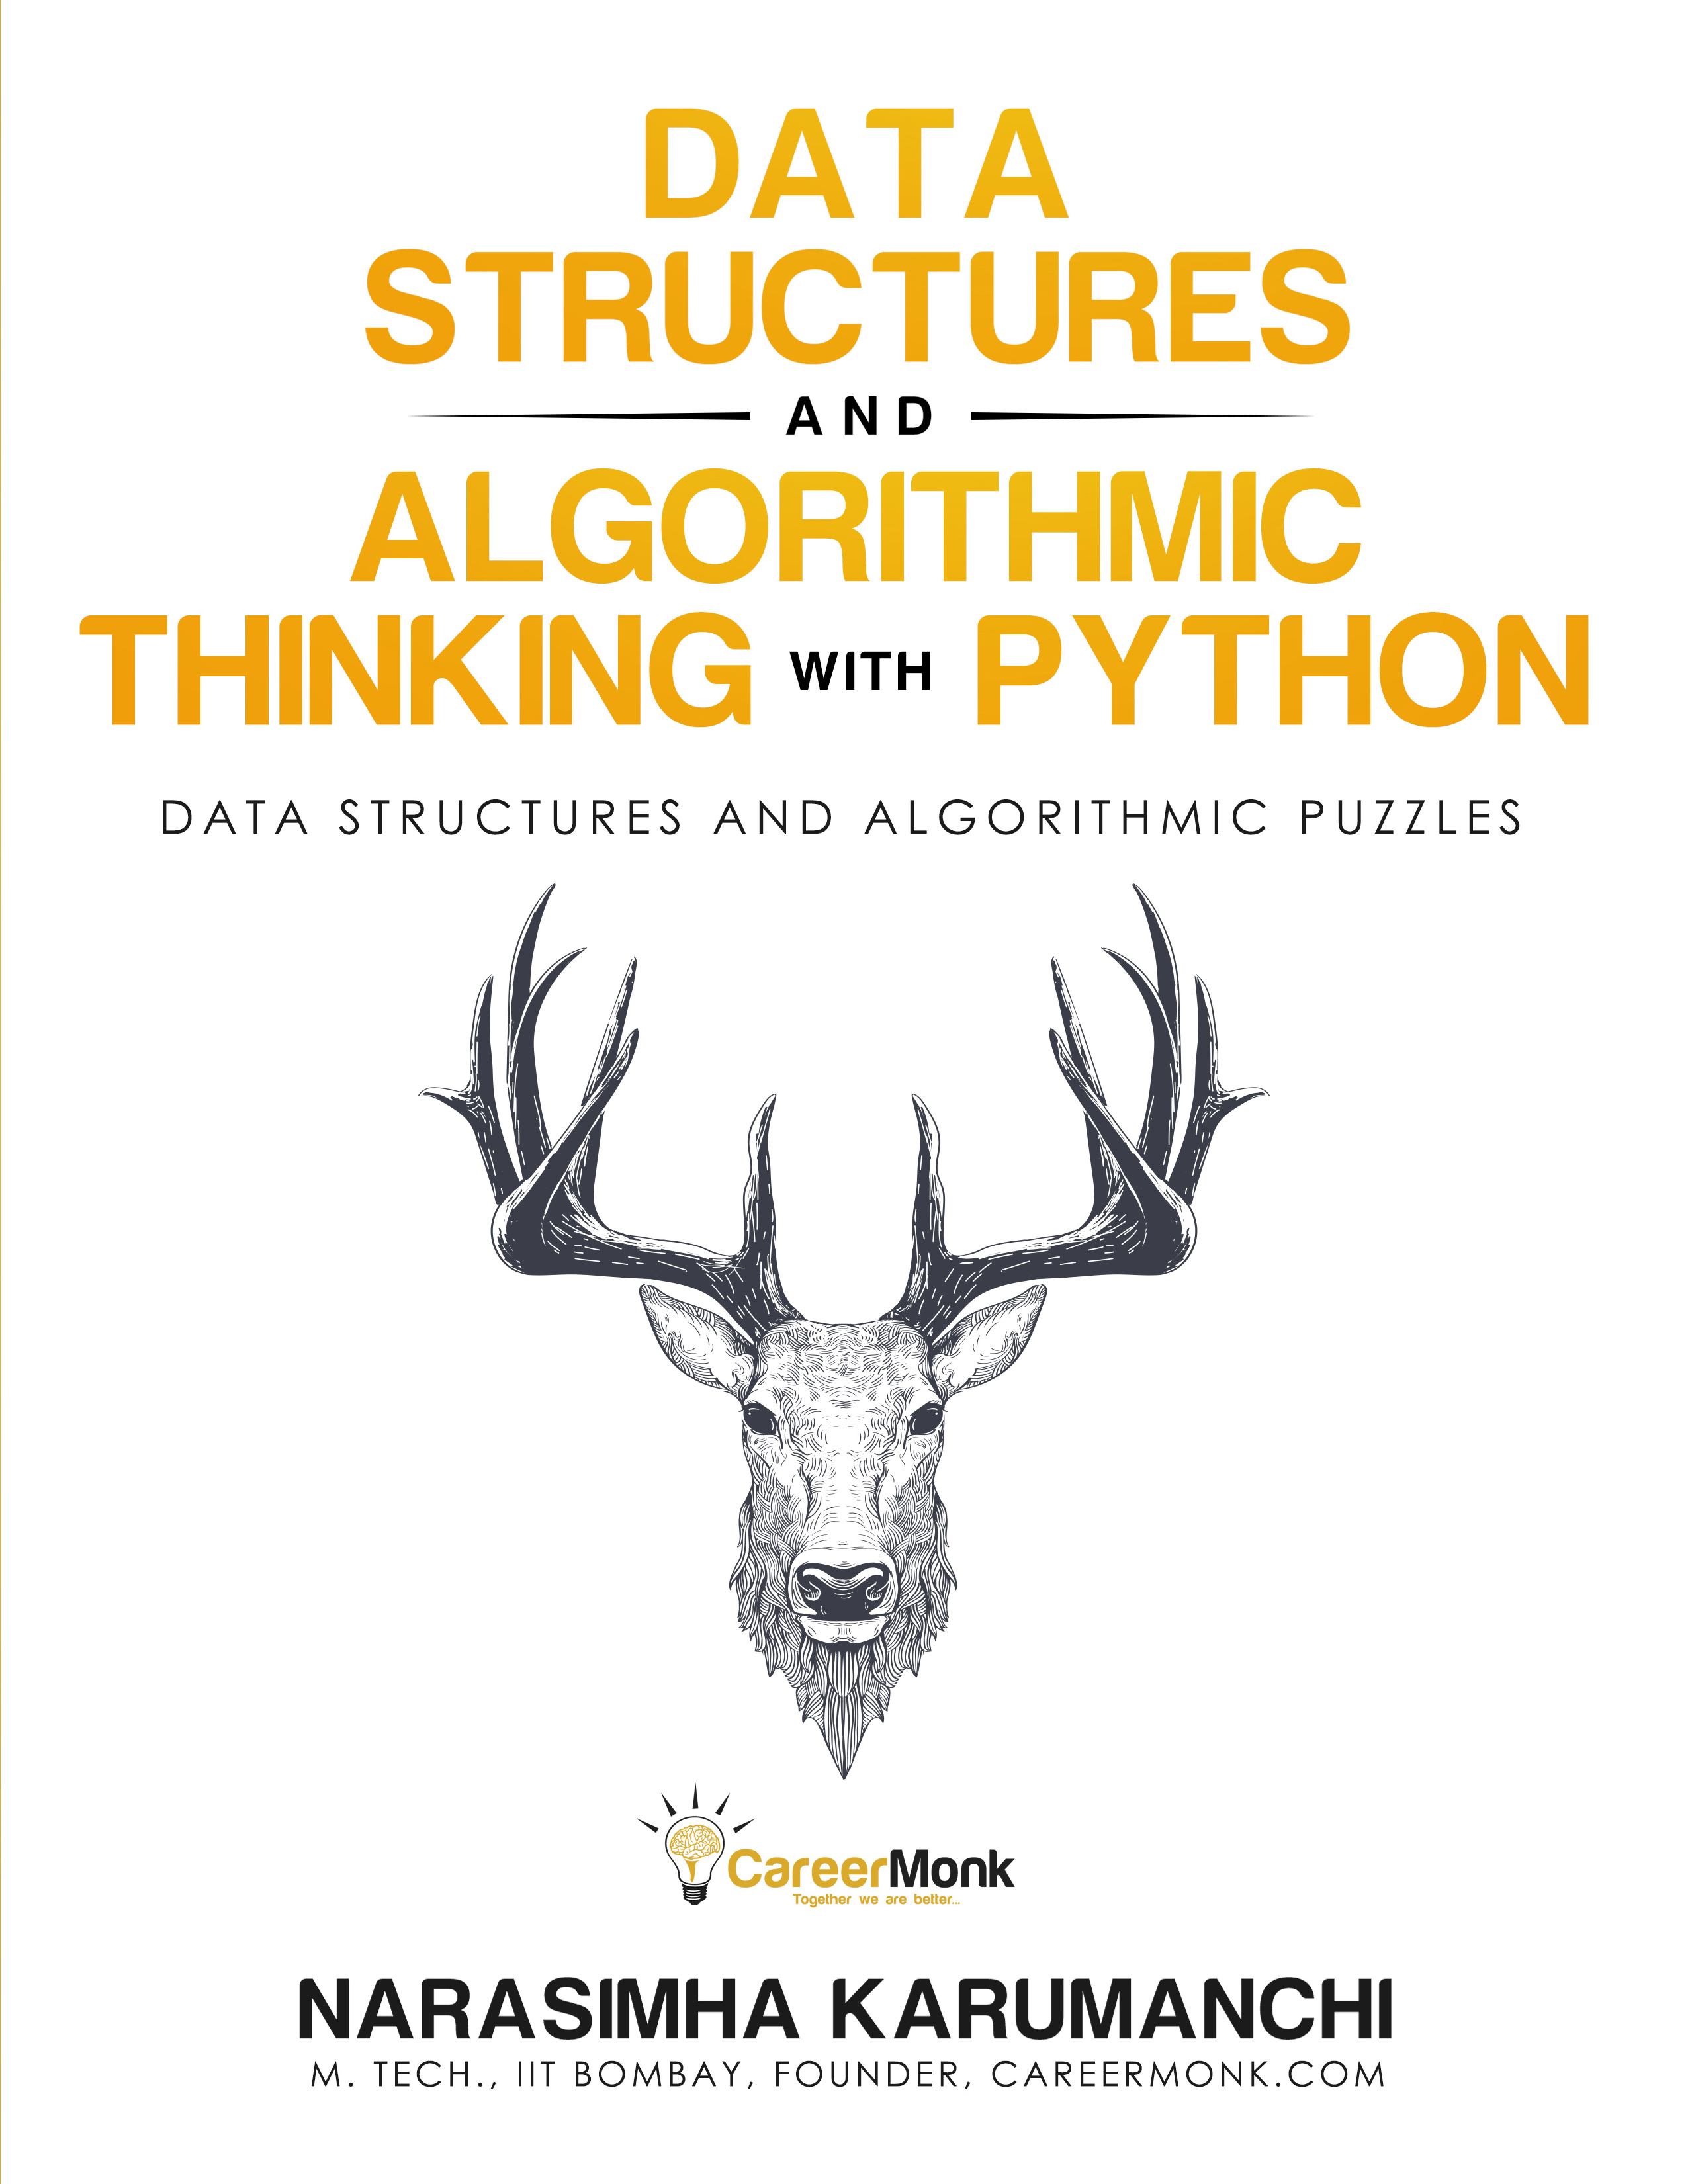 DATA
STRUCTURES
AND
ALGORITHMIC
THINKING WITH PYTHON
DATA STRUCTURES AND ALGORITHMIC PUZZLES
CareerMonk
Together we are better...
NARASIMHA KARUMANCHI
M. TECH., IIT BOMBAY, FOUNDER, CAREERMONK.COM